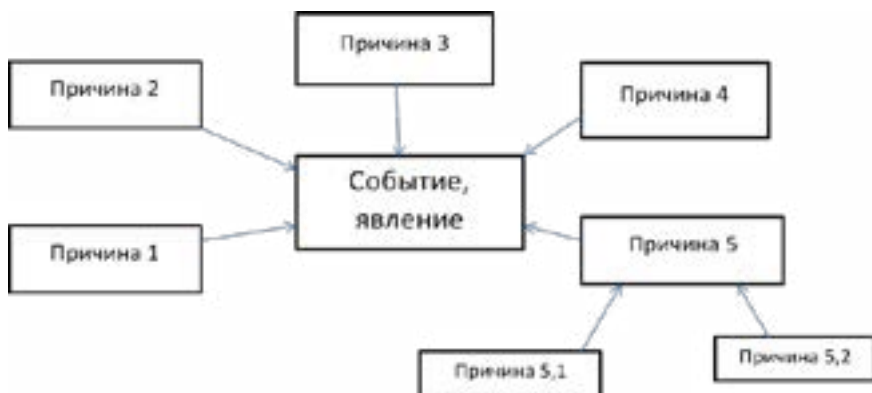 Причина 3
Причина 2
Причина 4
Событие,
явление
Причина 1
Причина 5
Причина 5,1
Причина 5,2